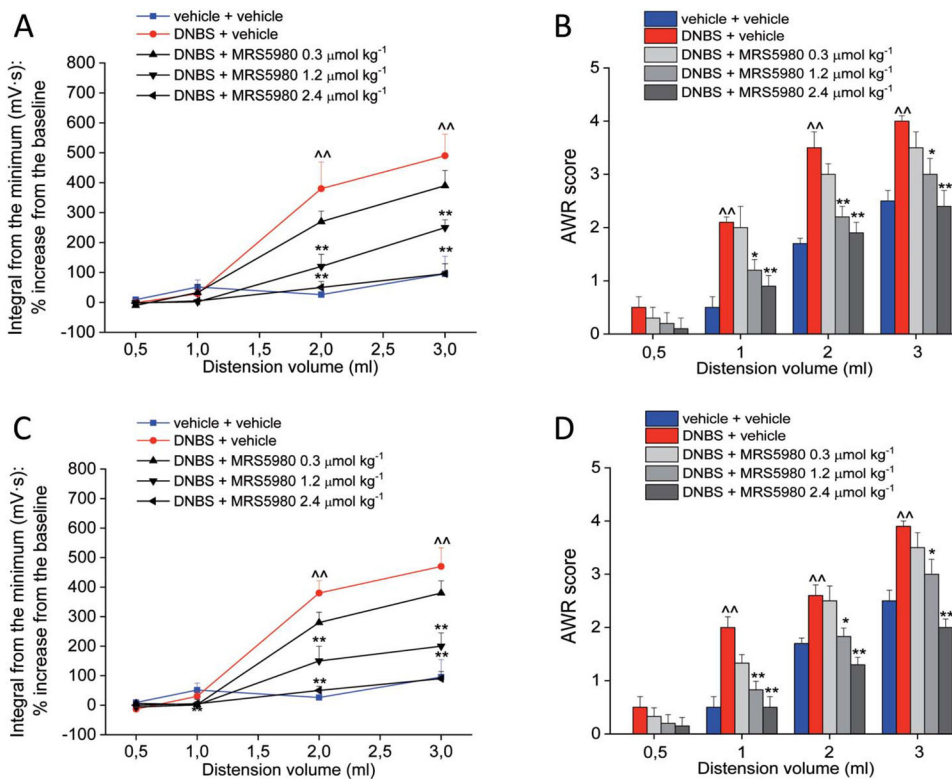 A
vehicle + vehicle
DNBS + vehicle
DNBS + MRS5980 0.3 μmol kg⁻¹
DNBS + MRS5980 1.2 μmol kg⁻¹
DNBS + MRS5980 2.4 μmol kg⁻¹
Integral from the minimum (mV·s):
% increase from the baseline
800
700
600
500
400
300
200
100
0
-100
^^
^^
**
**
**
**
0,5
1,0
1,5
2,0
2,5
3,0
Distension volume (ml)
B
vehicle + vehicle
DNBS + vehicle
DNBS + MRS5980 0.3 μmol kg⁻¹
DNBS + MRS5980 1.2 μmol kg⁻¹
DNBS + MRS5980 2.4 μmol kg⁻¹
AWR score
5
4
3
2
1
0
^^
*
**
^^
**
**
^^
*
**
0,5
1
2
3
Distension volume (ml)
C
vehicle + vehicle
DNBS + vehicle
DNBS + MRS5980 0.3 μmol kg⁻¹
DNBS + MRS5980 1.2 μmol kg⁻¹
DNBS + MRS5980 2.4 μmol kg⁻¹
Integral from the minimum (mV·s):
% increase from the baseline
800
700
600
500
400
300
200
100
0
-100
**
^^
^^
**
**
**
**
0,5
1,0
1,5
2,0
2,5
3,0
Distension volume (ml)
D
vehicle + vehicle
DNBS + vehicle
DNBS + MRS5980 0.3 μmol kg⁻¹
DNBS + MRS5980 1.2 μmol kg⁻¹
DNBS + MRS5980 2.4 μmol kg⁻¹
AWR score
5
4
3
2
1
0
^^
**
**
^^
*
**
^^
*
**
0,5
1
2
3
Distension volume (ml)